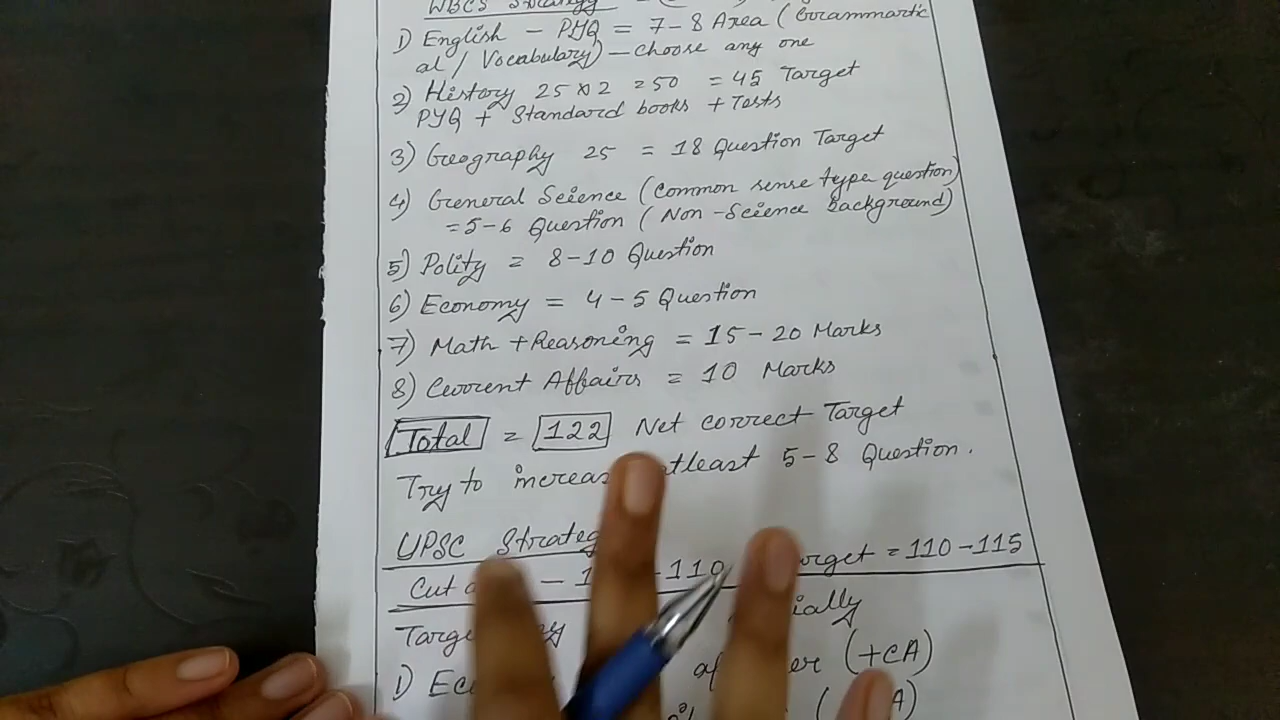 WBCS Strategy
1) English - PYQ = 7-8 Area (Grammartic
al / Vocabulary) - choose any one
2) History 25 × 2 = 50 = 45 Target
PYQ + Standard books + Tests
3) Geography 25 = 18 Question Target
4) General Science (Common sense type question)
= 5-6 Question (Non-Science background)
5) Polity = 8-10 Question
6) Economy = 4-5 Question
7) Math + Reasoning = 15-20 Marks
8) Current Affairs = 10 Marks
Total = 122 Net correct Target
Try to increas atleast 5-8 Question.
UPSC Strateg
Cut - 110 = 110-115
Targe
1) Ec (+CA)